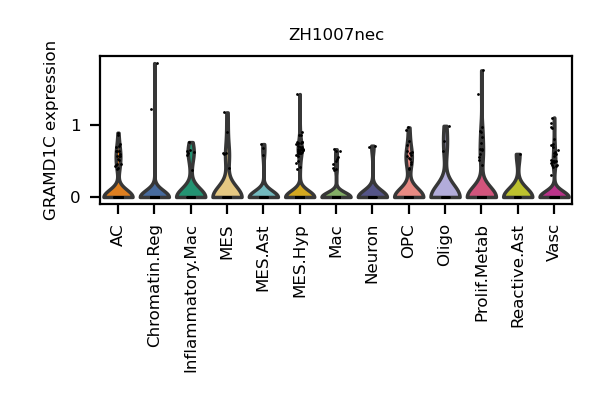 ZH1007nec
GRAMD1C expression
1
0
AC
Chromatin.Reg
Inflammatory.Mac
MES
MES.Ast
MES.Hyp
Mac
Neuron
OPC
Oligo
Prolif.Metab
Reactive.Ast
Vasc